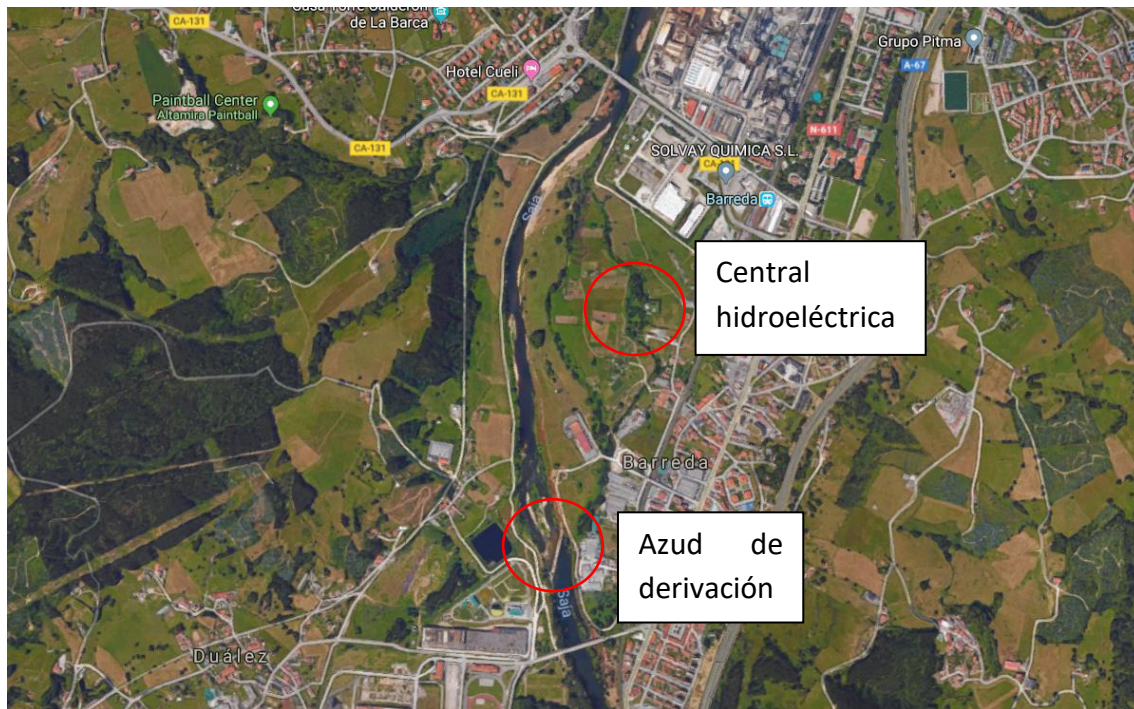 Casa-Torre Calderón
de La Barca
CA-131
Hotel Cueli
CA-131
Grupo Pitma
A-67
Paintball Center
Altamira Paintball
CA-131
N-611
SOLVAY QUIMICA S.L.
Barreda
Saja
Central
hidroeléctrica
Barreda
Azud de
derivación
Saja
Duález